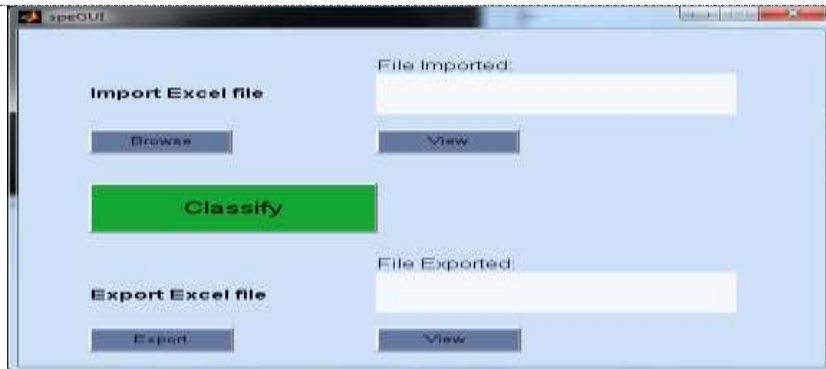 speGUI
File Imported:
Import Excel file
Browse
View
Classify
File Exported:
Export Excel file
Export
View